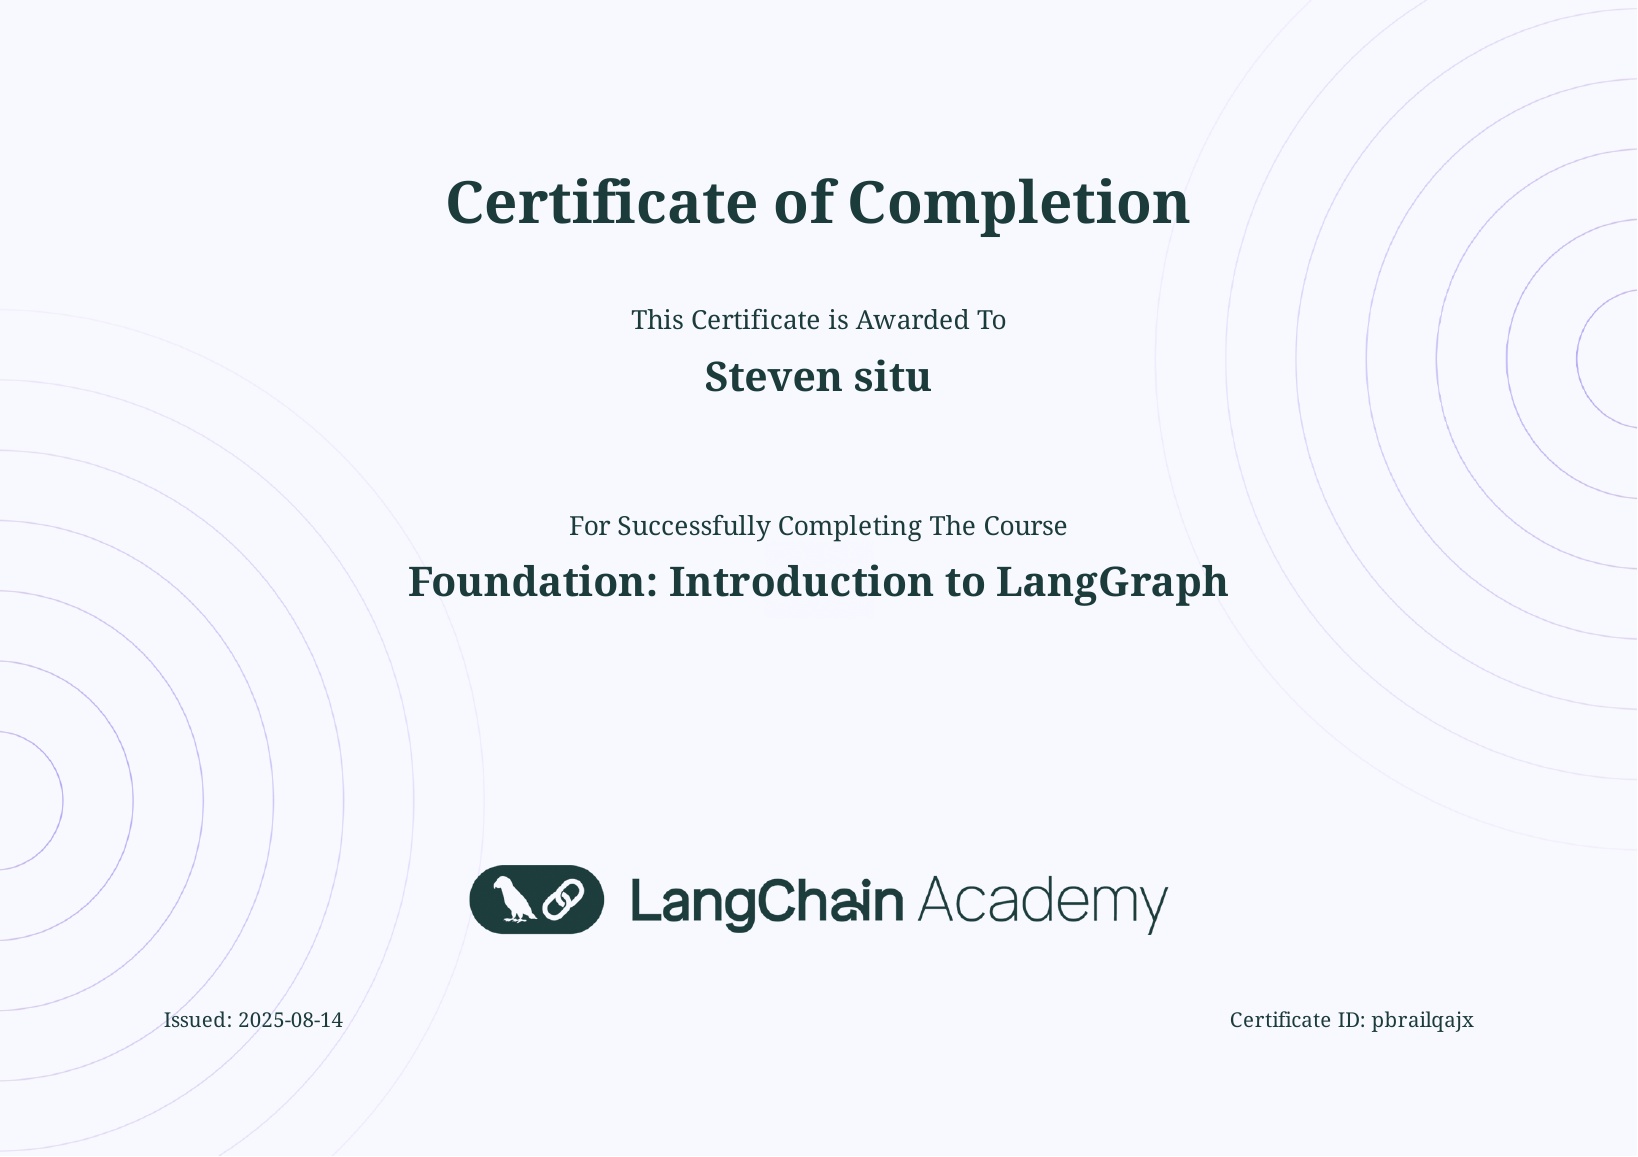 Certificate of Completion
This Certificate is Awarded To
Steven situ
For Successfully Completing The Course
Foundation: Introduction to LangGraph
LangChain Academy
Issued: 2025-08-14
Certificate ID: pbrailqajx